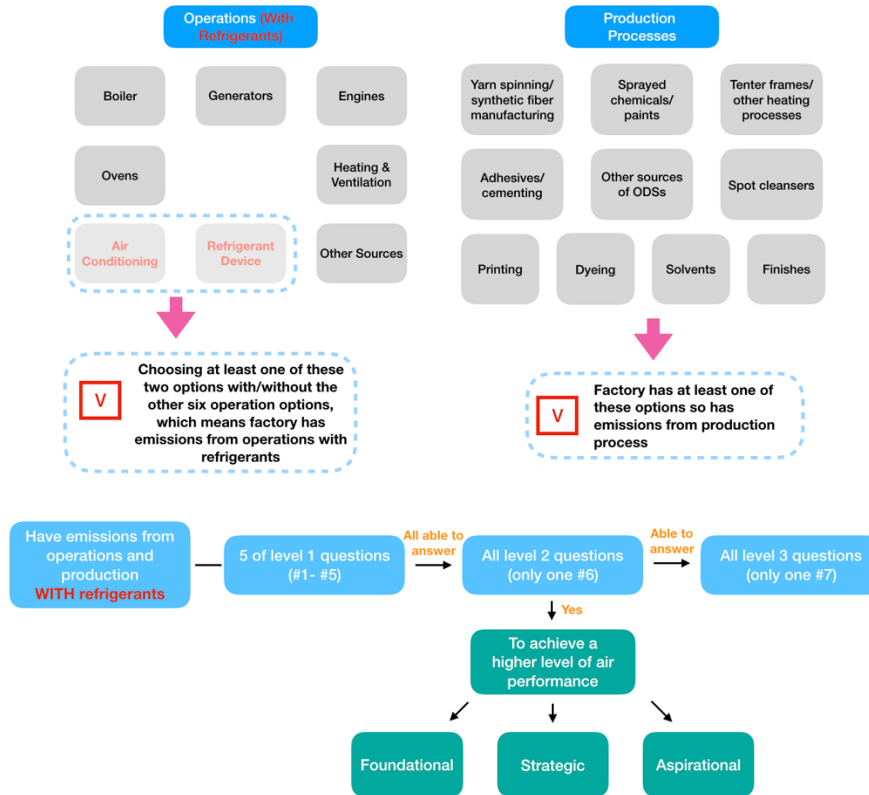 Operations (With
Refrigerants)
Production
Processes
Boiler
Generators
Engines
Yarn spinning/
synthetic fiber
manufacturing
Sprayed
chemicals/
paints
Tenter frames/
other heating
processes
Ovens
Heating &
Ventilation
Adhesives/
cementing
Other sources
of ODSs
Spot cleansers
Air
Conditioning
Refrigerant
Device
Other Sources
Printing
Dyeing
Solvents
Finishes
V
Choosing at least one of these
two options with/without the
other six operation options,
which means factory has
emissions from operations with
refrigerants
V
Factory has at least one of
these options so has
emissions from production
process
Have emissions from
operations and
production
WITH refrigerants
5 of level 1 questions
(#1- #5)
All able to
answer
All level 2 questions
(only one #6)
Able to
answer
All level 3 questions
(only one #7)
Yes
To achieve a
higher level of air
performance
Foundational
Strategic
Aspirational